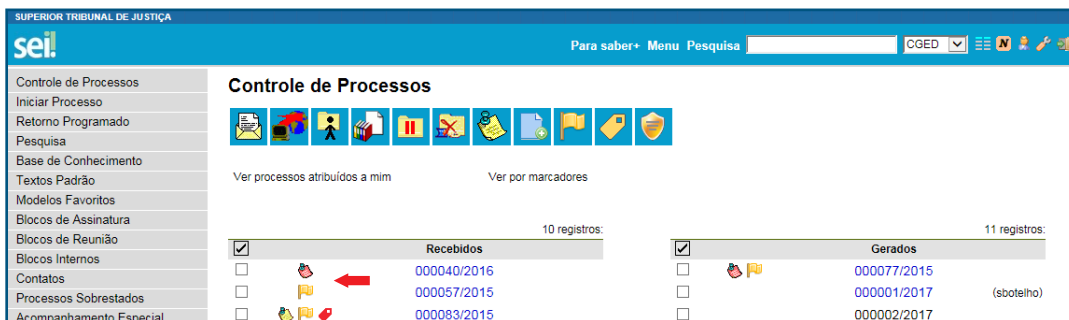 SUPERIOR TRIBUNAL DE JUSTIÇA
sei!
Para saber+ Menu Pesquisa
CGED
N
Controle de Processos
Iniciar Processo
Retorno Programado
Pesquisa
Base de Conhecimento
Textos Padrão
Modelos Favoritos
Blocos de Assinatura
Blocos de Reunião
Blocos Internos
Contatos
Processos Sobrestados
Acompanhamento Especial
Controle de Processos
Ver processos atribuídos a mim
Ver por marcadores
10 registros:
Recebidos
000040/2016
000057/2015
000083/2015
11 registros:
Gerados
000077/2015
000001/2017 (sbotelho)
000002/2017